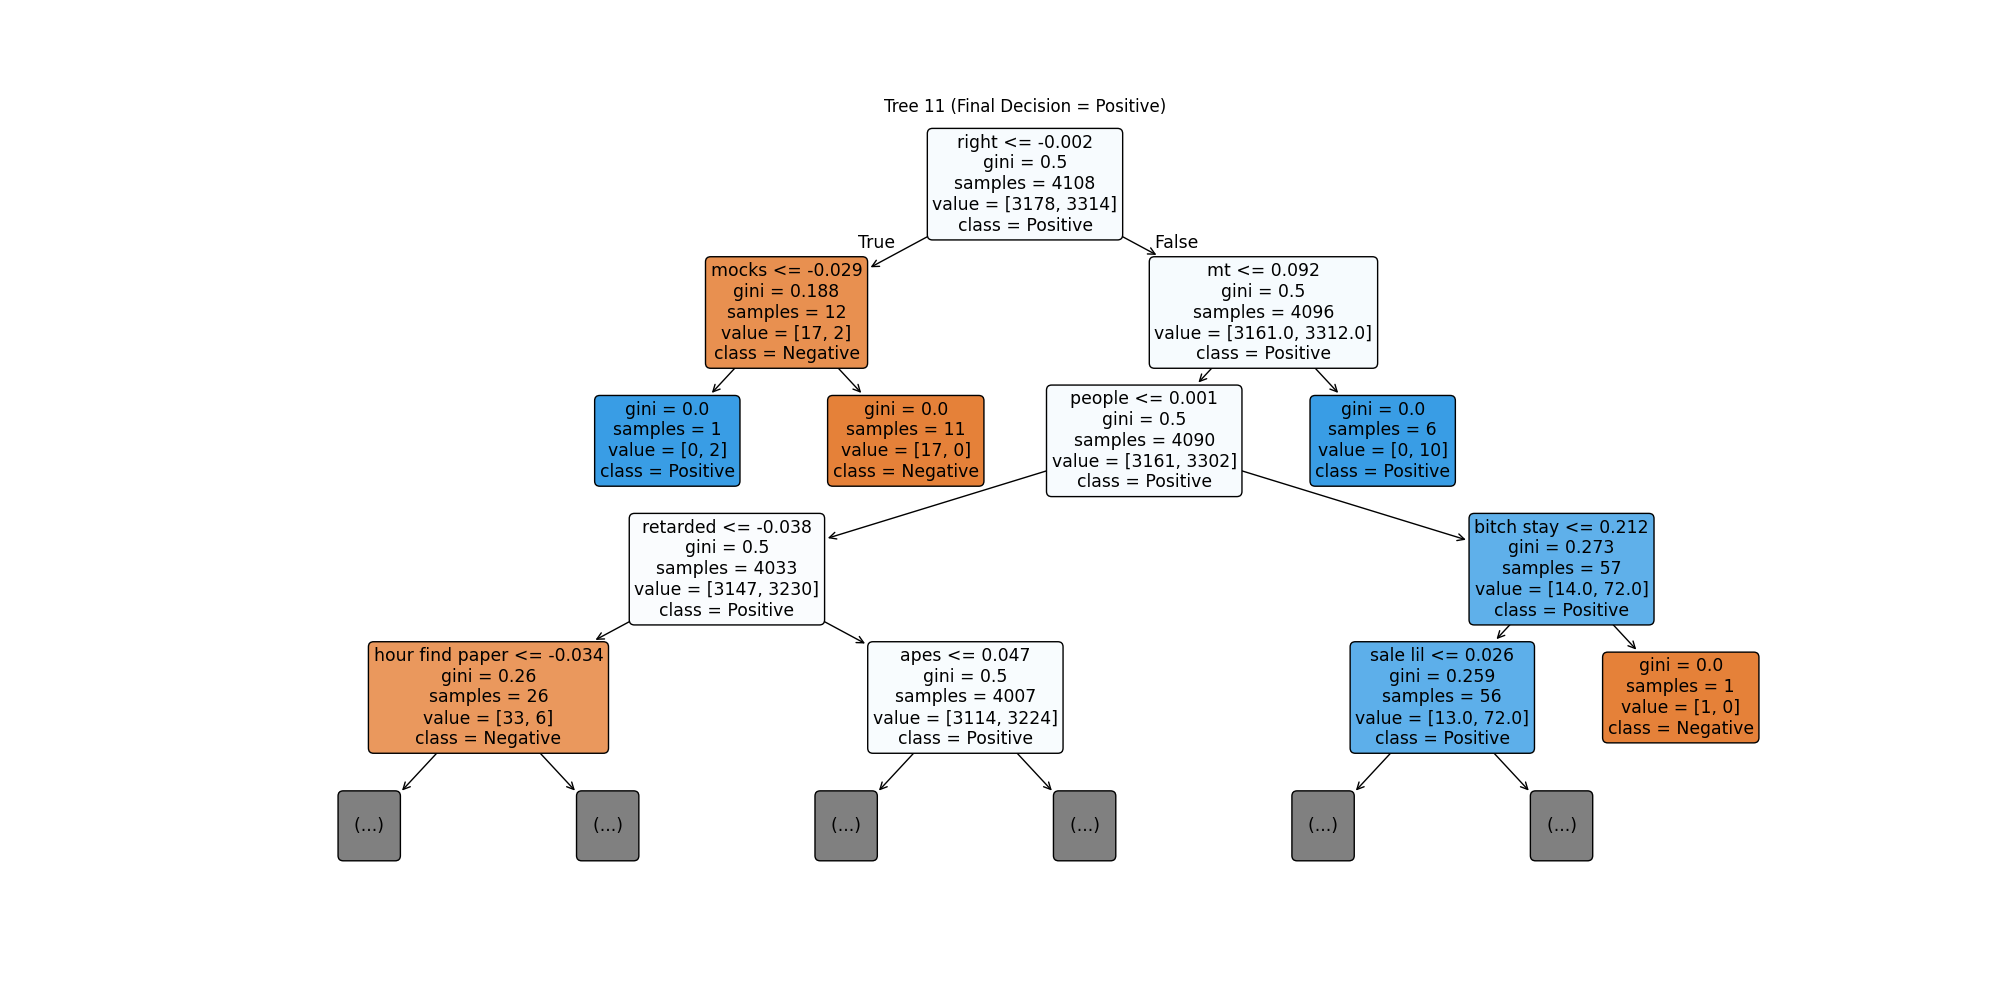 Tree 11 (Final Decision = Positive)
right <= -0.002
gini = 0.5
samples = 4108
value = [3178, 3314]
class = Positive
True
False
mocks <= -0.029
gini = 0.188
samples = 12
value = [17, 2]
class = Negative
mt <= 0.092
gini = 0.5
samples = 4096
value = [3161.0, 3312.0]
class = Positive
gini = 0.0
samples = 1
value = [0, 2]
class = Positive
gini = 0.0
samples = 11
value = [17, 0]
class = Negative
people <= 0.001
gini = 0.5
samples = 4090
value = [3161, 3302]
class = Positive
gini = 0.0
samples = 6
value = [0, 10]
class = Positive
retarded <= -0.038
gini = 0.5
samples = 4033
value = [3147, 3230]
class = Positive
bitch stay <= 0.212
gini = 0.273
samples = 57
value = [14.0, 72.0]
class = Positive
hour find paper <= -0.034
gini = 0.26
samples = 26
value = [33, 6]
class = Negative
apes <= 0.047
gini = 0.5
samples = 4007
value = [3114, 3224]
class = Positive
sale lil <= 0.026
gini = 0.259
samples = 56
value = [13.0, 72.0]
class = Positive
gini = 0.0
samples = 1
value = [1, 0]
class = Negative
(...)
(...)
(...)
(...)
(...)
(...)